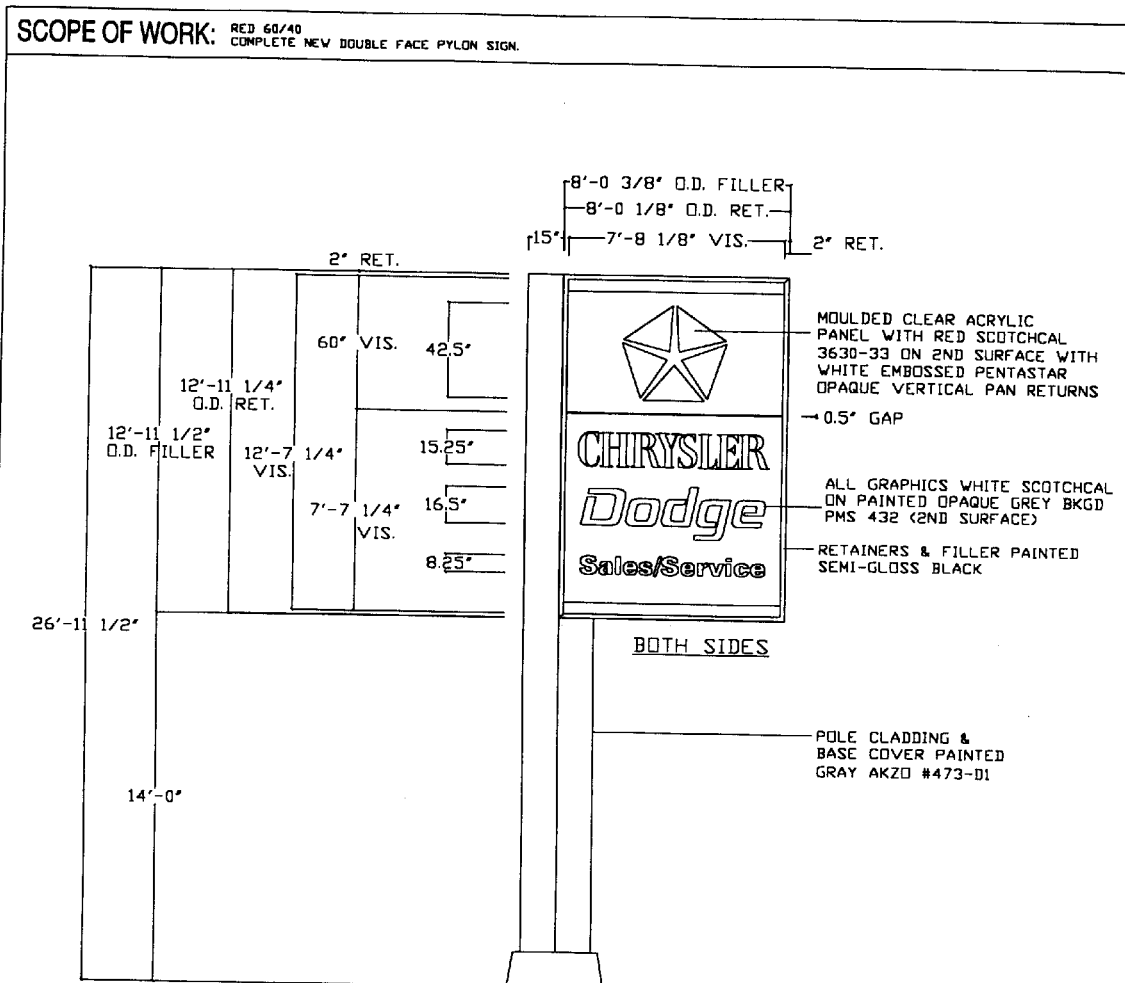 SCOPE OF WORK: RED 60/40
COMPLETE NEW DOUBLE FACE PYLON SIGN.
8'-0 3/8" O.D. FILLER
8'-0 1/8" O.D. RET.
15"
7'-8 1/8" VIS.
2" RET.
2" RET.
60" VIS.
42.5"
12'-11 1/4"
O.D. RET.
12'-11 1/2"
O.D. FILLER
12'-7 1/4"
VIS.
15.25"
7'-7 1/4"
VIS.
16.5"
8.25"
26'-11 1/2"
14'-0"
MOULDED CLEAR ACRYLIC
PANEL WITH RED SCOTCHCAL
3630-33 ON 2ND SURFACE WITH
WHITE EMBOSSED PENTASTAR
OPAQUE VERTICAL PAN RETURNS
0.5" GAP
CHRYSLER
Dodge
Sales/Service
ALL GRAPHICS WHITE SCOTCHCAL
ON PAINTED OPAQUE GREY BKGD
PMS 432 (2ND SURFACE)
RETAINERS & FILLER PAINTED
SEMI-GLOSS BLACK
BOTH SIDES
POLE CLADDING &
BASE COVER PAINTED
GRAY AKZO #473-D1